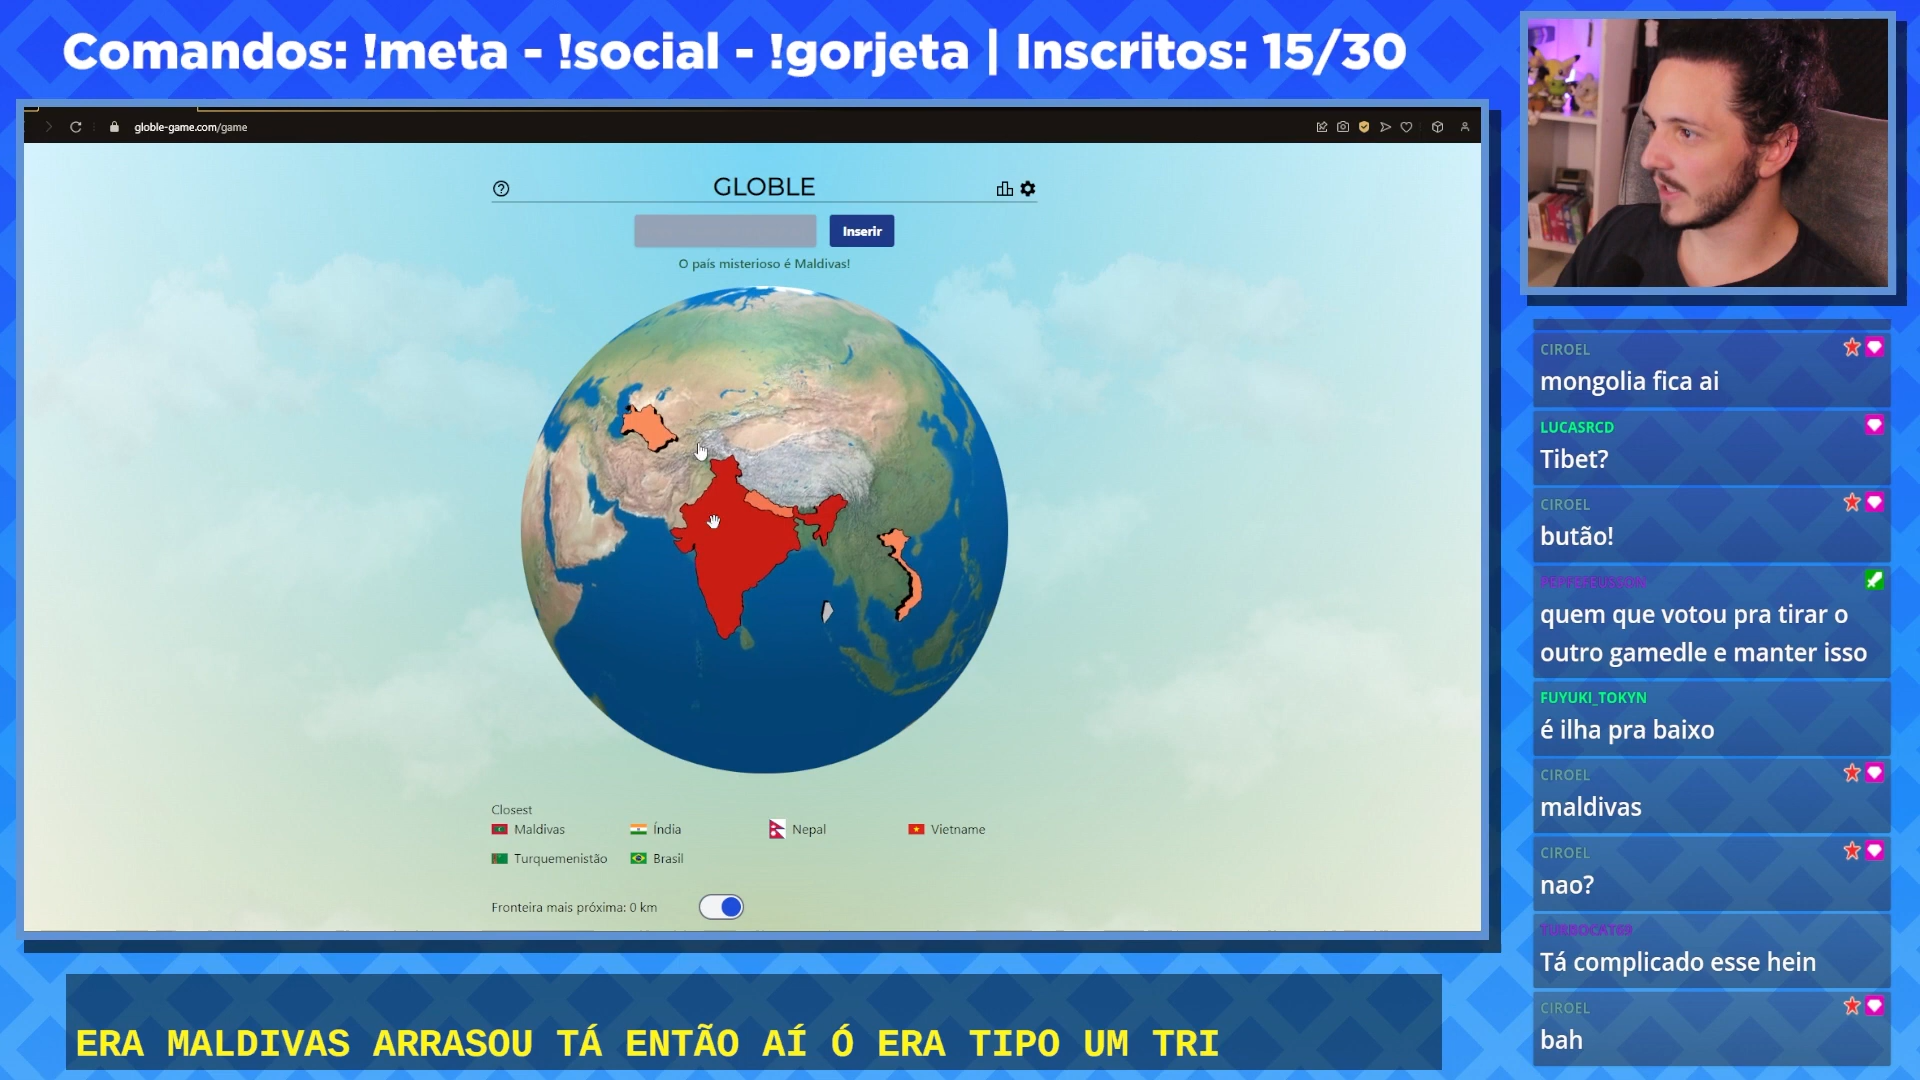 Comandos: !meta - !social - !gorjeta | Inscritos: 15/30
globle-game.com/game
GLOBLE
Inserir
O país misterioso é Maldivas!
Closest
Maldivas
Índia
Nepal
Vietname
Turquemenistão
Brasil
Fronteira mais próxima: 0 km
ERA MALDIVAS ARRASOU TÁ ENTÃO AÍ Ó ERA TIPO UM TRI
CIROEL
mongolia fica ai
LUCASRCD
Tibet?
CIROEL
butão!
quem que votou pra tirar o
outro gamedle e manter isso
FUYUKI_TOKYN
é ilha pra baixo
CIROEL
maldivas
CIROEL
nao?
TURBOCAT69
Tá complicado esse hein
CIROEL
bah